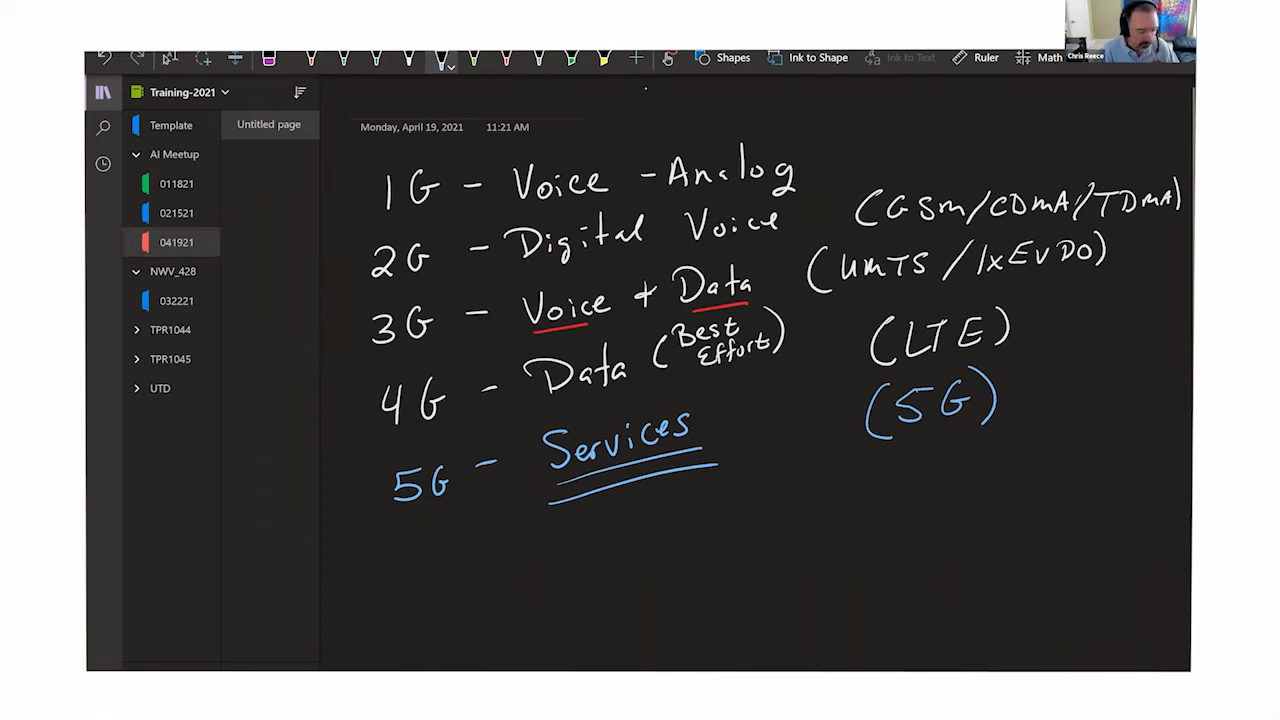 Chris Reece
Shapes
Ink to Shape
Ink to Text
Ruler
Math
Training-2021
Untitled page
Template
AI Meetup
011821
021521
041921
NWV_428
032221
TPR1044
TPR1045
UTD
Monday, April 19, 2021 11:21 AM
1G - Voice - Analog
2G - Digital Voice (GSM/CDMA/TDMA)
3G - Voice + Data (UMTS/1xEVDO)
4G - Data (Best Effort) (LTE)
5G - Services (5G)